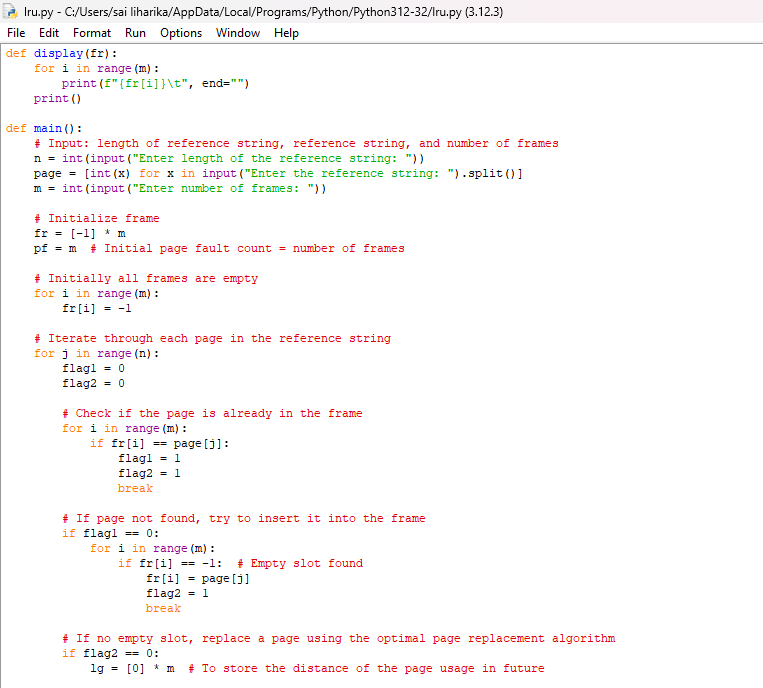 lru.py - C:/Users/sai liharika/AppData/Local/Programs/Python/Python312-32/lru.py (3.12.3)
File Edit Format Run Options Window Help
def display(fr):
    for i in range(m):
        print(f"{fr[i]}\t", end="")
    print()

def main():
    # Input: length of reference string, reference string, and number of frames
    n = int(input("Enter length of the reference string: "))
    page = [int(x) for x in input("Enter the reference string: ").split()]
    m = int(input("Enter number of frames: "))

    # Initialize frame
    fr = [-1] * m
    pf = m  # Initial page fault count = number of frames

    # Initially all frames are empty
    for i in range(m):
        fr[i] = -1

    # Iterate through each page in the reference string
    for j in range(n):
        flag1 = 0
        flag2 = 0

        # Check if the page is already in the frame
        for i in range(m):
            if fr[i] == page[j]:
                flag1 = 1
                flag2 = 1
                break

        # If page not found, try to insert it into the frame
        if flag1 == 0:
            for i in range(m):
                if fr[i] == -1:  # Empty slot found
                    fr[i] = page[j]
                    flag2 = 1
                    break

        # If no empty slot, replace a page using the optimal page replacement algorithm
        if flag2 == 0:
            lg = [0] * m  # To store the distance of the page usage in future